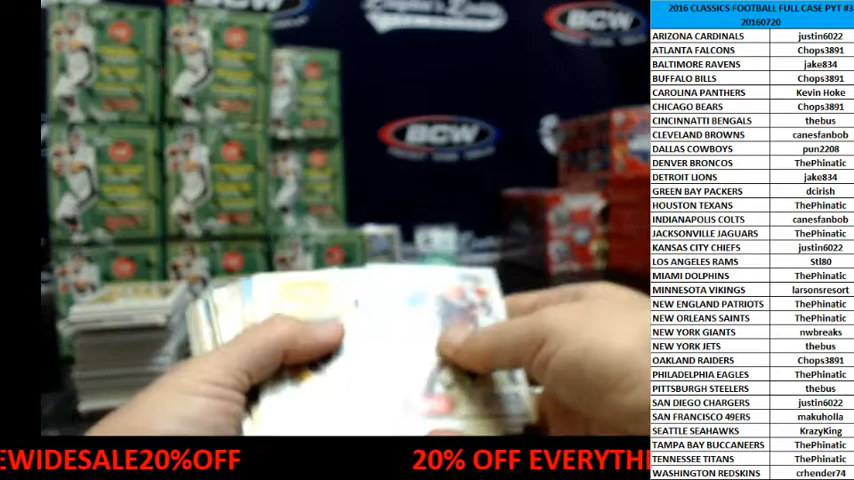 2016 CLASSICS FOOTBALL FULL CASE PYT #3
20160720
ARIZONA CARDINALS justin6022
ATLANTA FALCONS Chops3891
BALTIMORE RAVENS jake834
BUFFALO BILLS Chops3891
CAROLINA PANTHERS Kevin Hoke
CHICAGO BEARS Chops3891
CINCINNATI BENGALS thebus
CLEVELAND BROWNS canesfanbob
DALLAS COWBOYS pun2208
DENVER BRONCOS ThePhinatic
DETROIT LIONS jake834
GREEN BAY PACKERS dcirish
HOUSTON TEXANS ThePhinatic
INDIANAPOLIS COLTS canesfanbob
JACKSONVILLE JAGUARS ThePhinatic
KANSAS CITY CHIEFS justin6022
LOS ANGELES RAMS Stl80
MIAMI DOLPHINS ThePhinatic
MINNESOTA VIKINGS larsonsresort
NEW ENGLAND PATRIOTS ThePhinatic
NEW ORLEANS SAINTS ThePhinatic
NEW YORK GIANTS nwbreaks
NEW YORK JETS thebus
OAKLAND RAIDERS Chops3891
PHILADELPHIA EAGLES ThePhinatic
PITTSBURGH STEELERS thebus
SAN DIEGO CHARGERS justin6022
SAN FRANCISCO 49ERS makuholla
SEATTLE SEAHAWKS KrazyKing
TAMPA BAY BUCCANEERS ThePhinatic
TENNESSEE TITANS ThePhinatic
WASHINGTON REDSKINS crhender74
BCW
BCW
BCW
EWIDESALE20%OFF 20% OFF EVERYTH